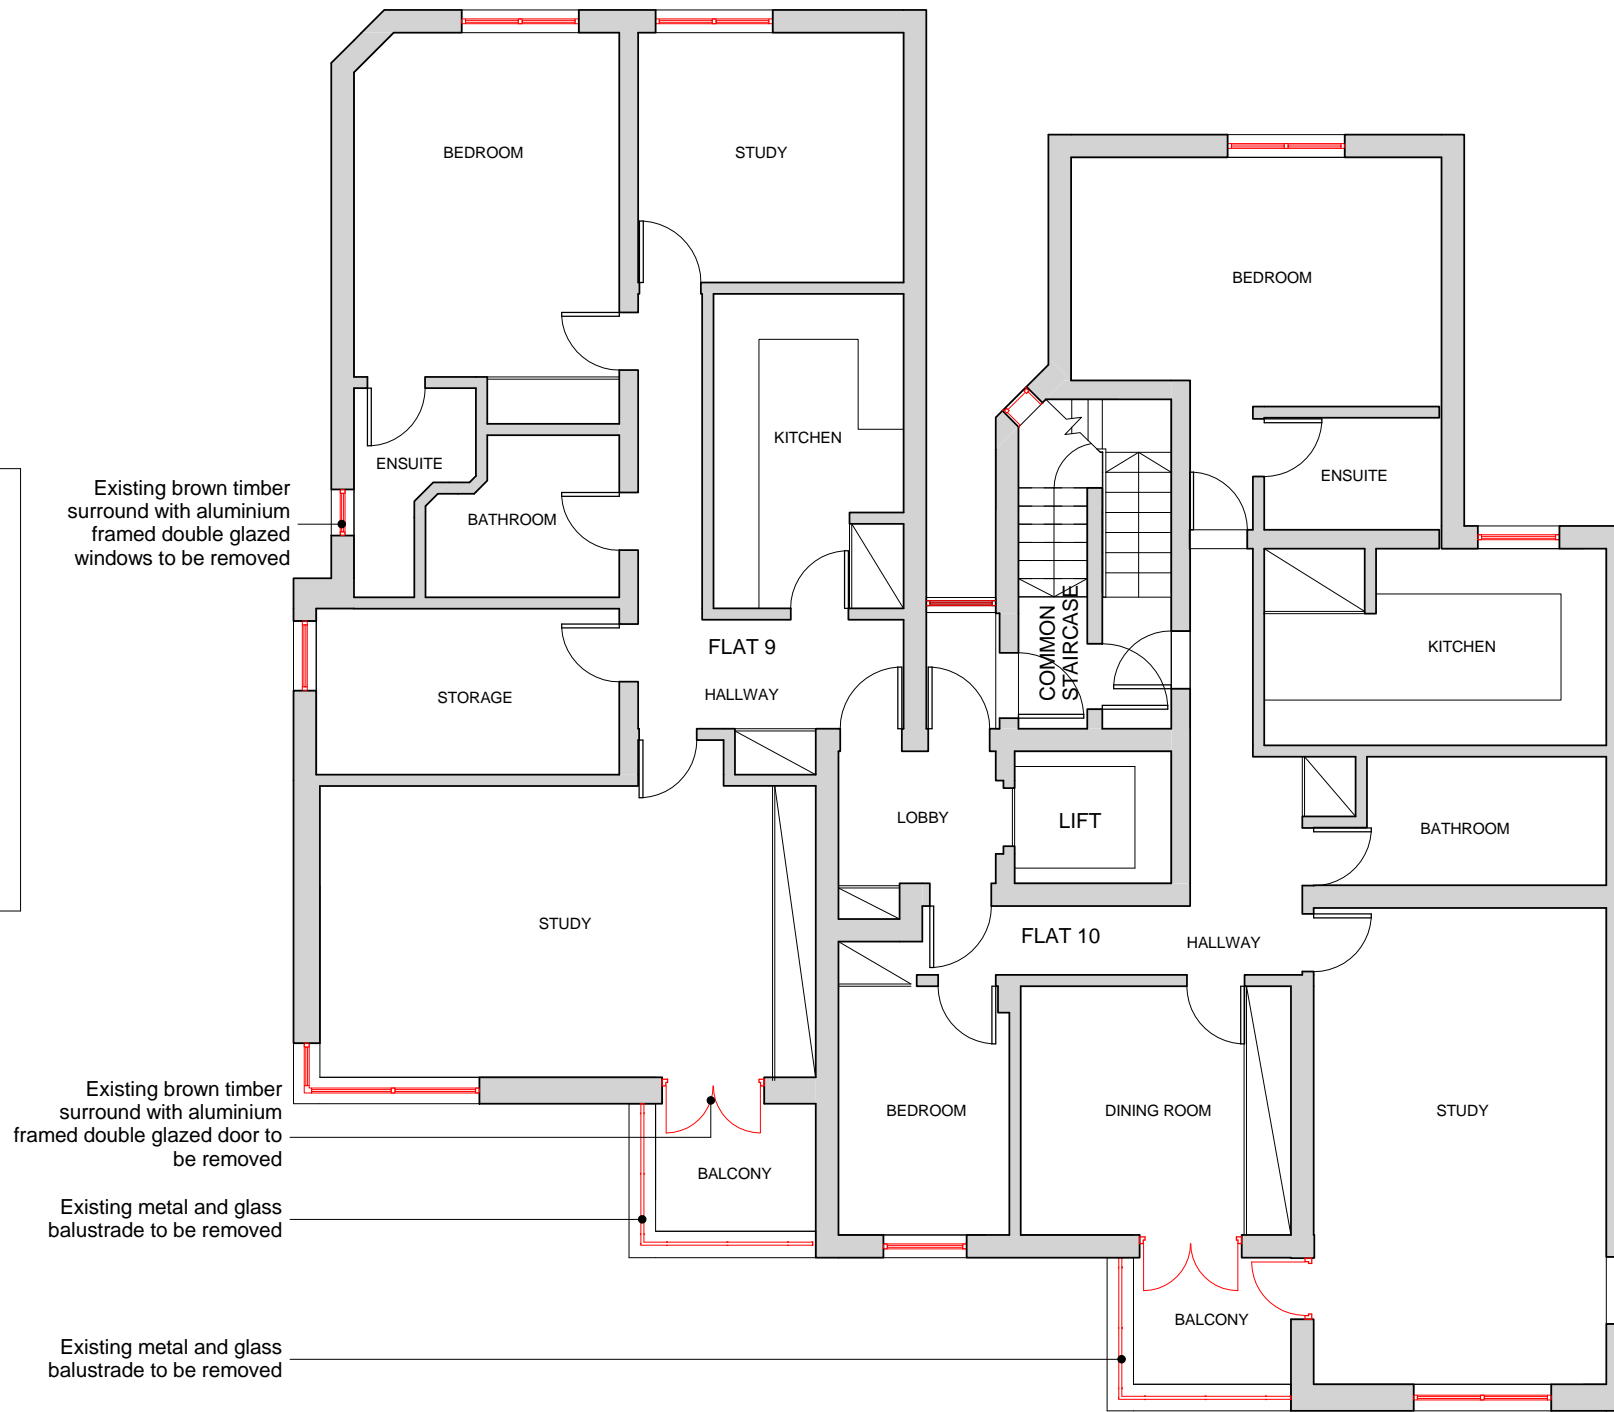 BEDROOM
STUDY
BEDROOM
KITCHEN
ENSUITE
ENSUITE
Existing brown timber
surround with aluminium
framed double glazed
windows to be removed
BATHROOM
COMMON
STAIRCASE
FLAT 9
KITCHEN
HALLWAY
STORAGE
LOBBY
LIFT
BATHROOM
STUDY
FLAT 10
HALLWAY
Existing brown timber
surround with aluminium
framed double glazed door to
be removed
BEDROOM
DINING ROOM
STUDY
BALCONY
Existing metal and glass
balustrade to be removed
BALCONY
Existing metal and glass
balustrade to be removed